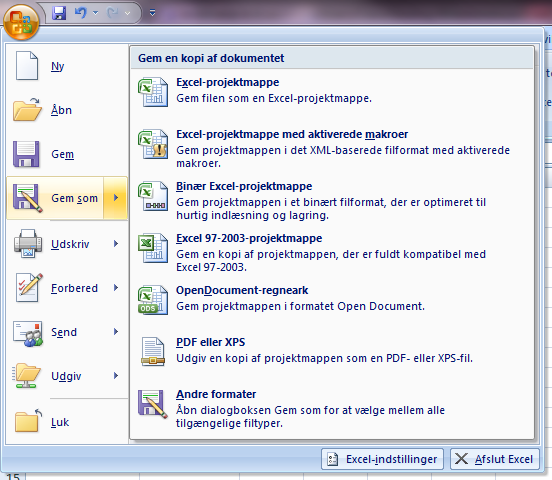 Gem en kopi af dokumentet
Ny
Åbn
Gem
Gem som
Udskriv
Forbered
Send
Udgiv
Luk
Excel-projektmappe
Gem filen som en Excel-projektmappe.
Excel-projektmappe med aktiverede makroer
Gem projektmappen i det XML-baserede filformat med aktiverede
makroer.
Binær Excel-projektmappe
Gem projektmappen i et binært filformat, der er optimeret til
hurtig indlæsning og lagring.
Excel 97-2003-projektmappe
Gem en kopi af projektmappen, der er fuldt kompatibel med
Excel 97-2003.
OpenDocument-regneark
Gem projektmappen i formatet Open Document.
ODS
PDF eller XPS
Udgiv en kopi af projektmappen som en PDF- eller XPS-fil.
Andre formater
Åbn dialogboksen Gem som for at vælge mellem alle
tilgængelige filtyper.
Excel-indstillinger
Afslut Excel
15